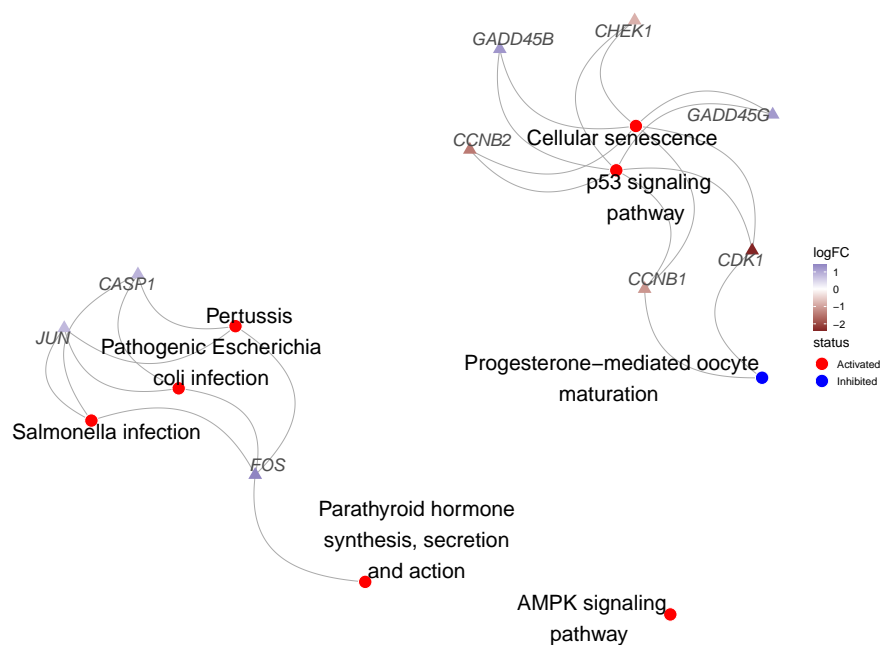 CHEK1
GADD45B
GADD45G
Cellular senescence
CCNB2
p53 signaling
pathway
CDK1
CCNB1
logFC
1
0
−1
−2
status
Activated
Inhibited
CASP1
Pertussis
JUN
Pathogenic Escherichia
coli infection
Progesterone−mediated oocyte
maturation
Salmonella infection
FOS
Parathyroid hormone
synthesis, secretion
and action
AMPK signaling
pathway